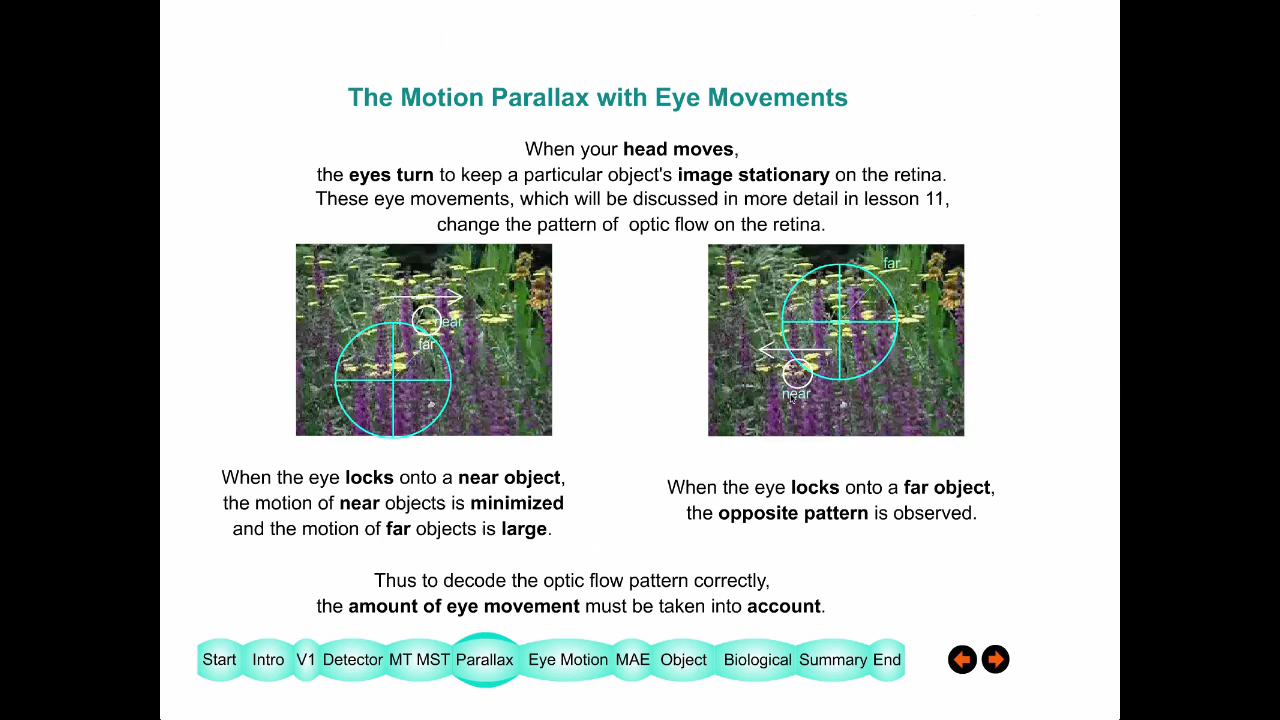 The Motion Parallax with Eye Movements
When your head moves,
the eyes turn to keep a particular object's image stationary on the retina.
These eye movements, which will be discussed in more detail in lesson 11,
change the pattern of optic flow on the retina.
near
far
far
near
When the eye locks onto a near object,
the motion of near objects is minimized
and the motion of far objects is large.
When the eye locks onto a far object,
the opposite pattern is observed.
Thus to decode the optic flow pattern correctly,
the amount of eye movement must be taken into account.
Start Intro V1 Detector MT MST Parallax Eye Motion MAE Object Biological Summary End